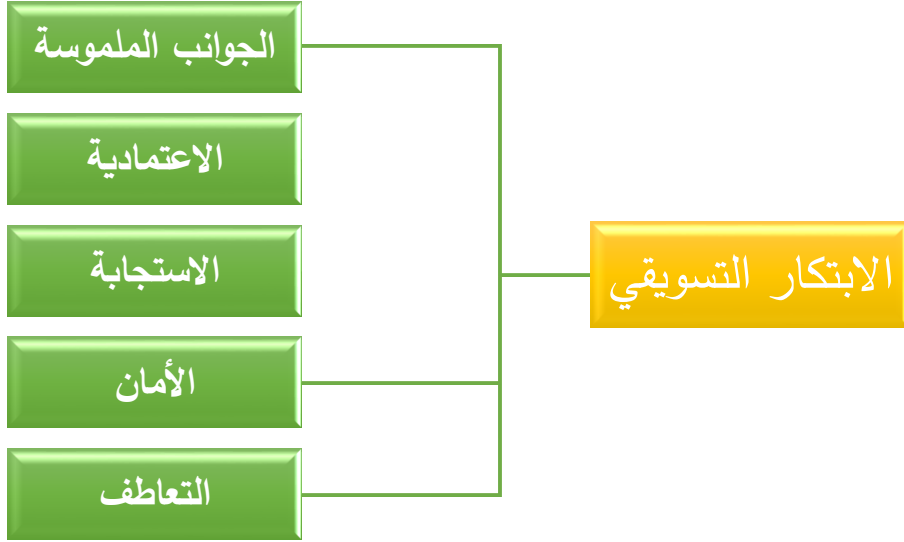 الابتكار التسويقي
الجوانب الملموسة
الاعتمادية
الاستجابة
الأمان
التعاطف